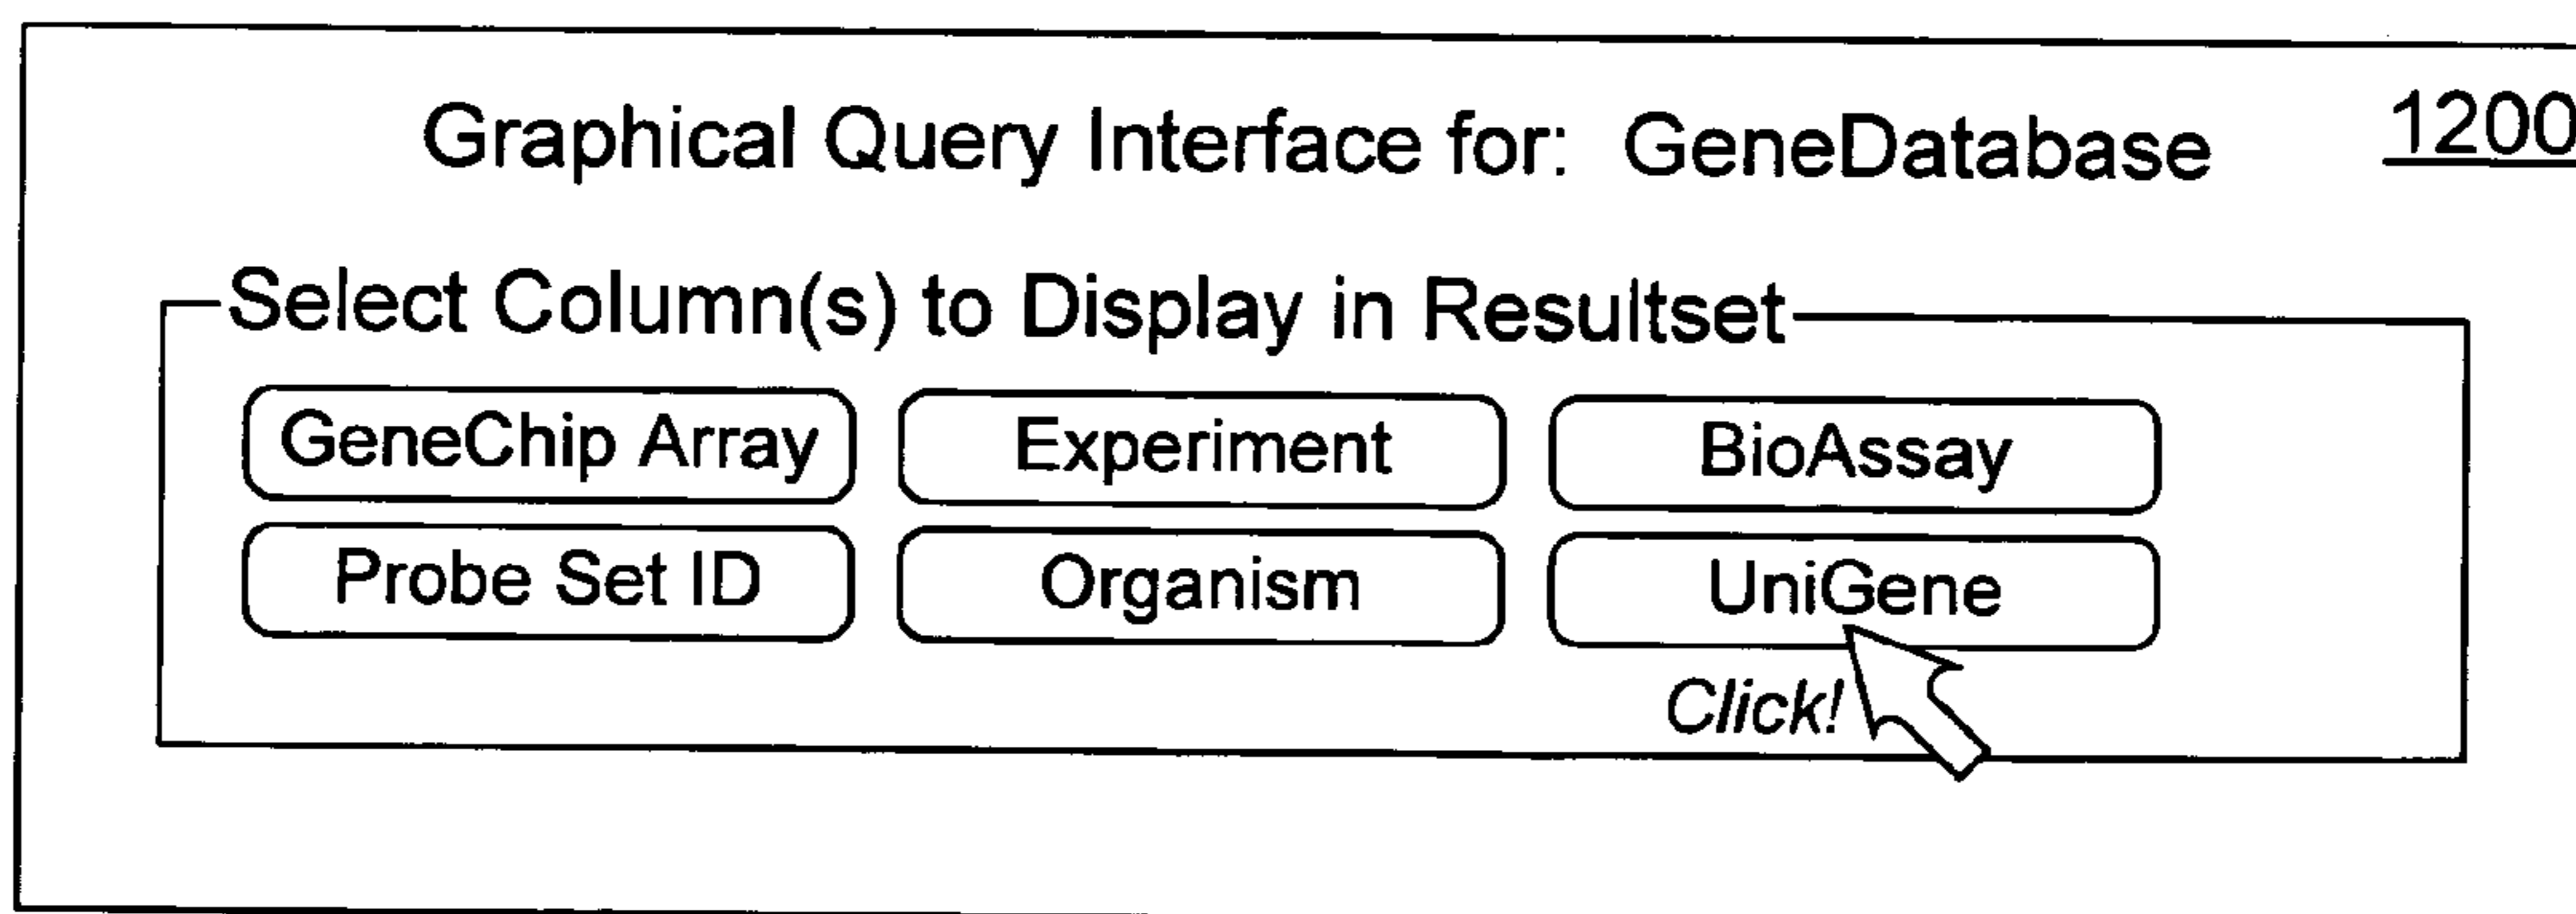 Graphical Query Interface for: GeneDatabase 1200
Select Column(s) to Display in Resultset
GeneChip Array Experiment BioAssay
Probe Set ID Organism UniGene
Click!